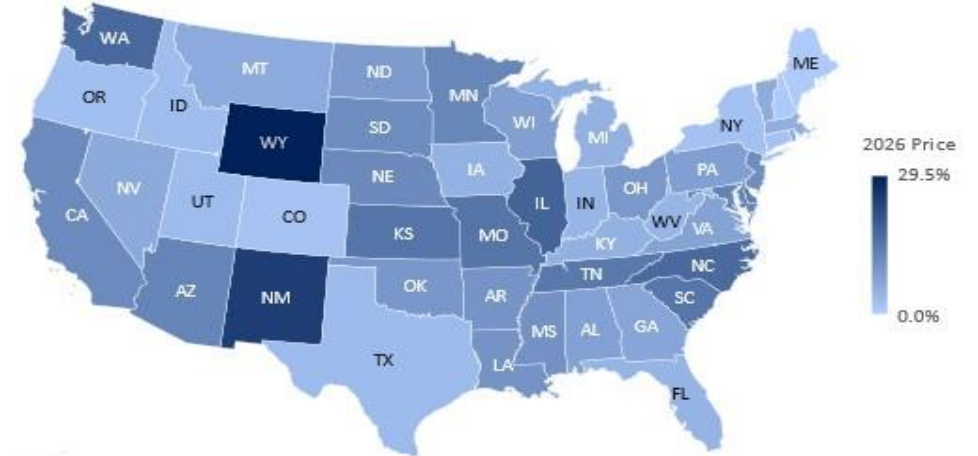 WA
MT
ND
MN
ME
OR
ID
SD
WI
NY
WY
MI
NE
IA
PA
NV
UT
CO
IL
IN
OH
CA
KS
MO
WV
VA
KY
AZ
NM
OK
AR
TN
NC
SC
MS
AL
GA
TX
LA
FL
2026 Price
29.5%
0.0%